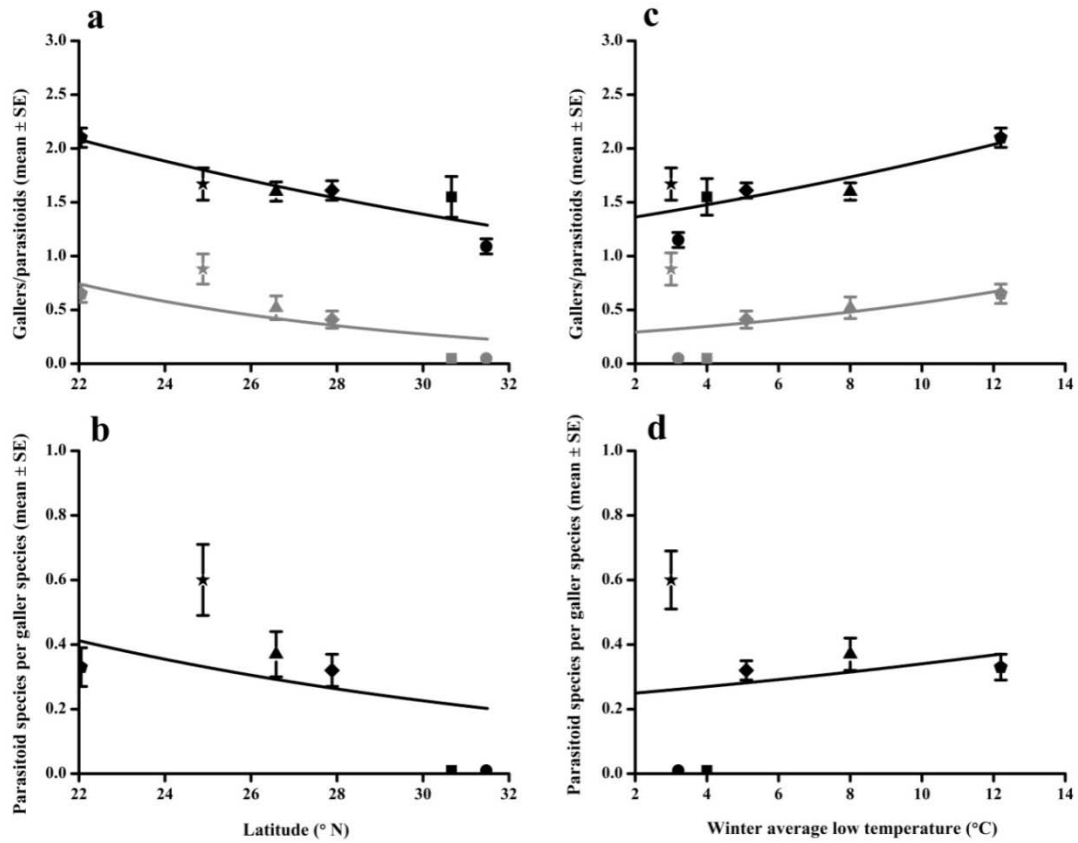 a
Gallers/parasitoids (mean ± SE)
3.0
2.5
2.0
1.5
1.0
0.5
0.0
22 24 26 28 30 32
c
Gallers/parasitoids (mean ± SE)
3.0
2.5
2.0
1.5
1.0
0.5
0.0
2 4 6 8 10 12 14
b
Parasitoid species per galler species (mean ± SE)
1.0
0.8
0.6
0.4
0.2
0.0
22 24 26 28 30 32
Latitude (° N)
d
Parasitoid species per galler species (mean ± SE)
1.0
0.8
0.6
0.4
0.2
0.0
2 4 6 8 10 12 14
Winter average low temperature (°C)